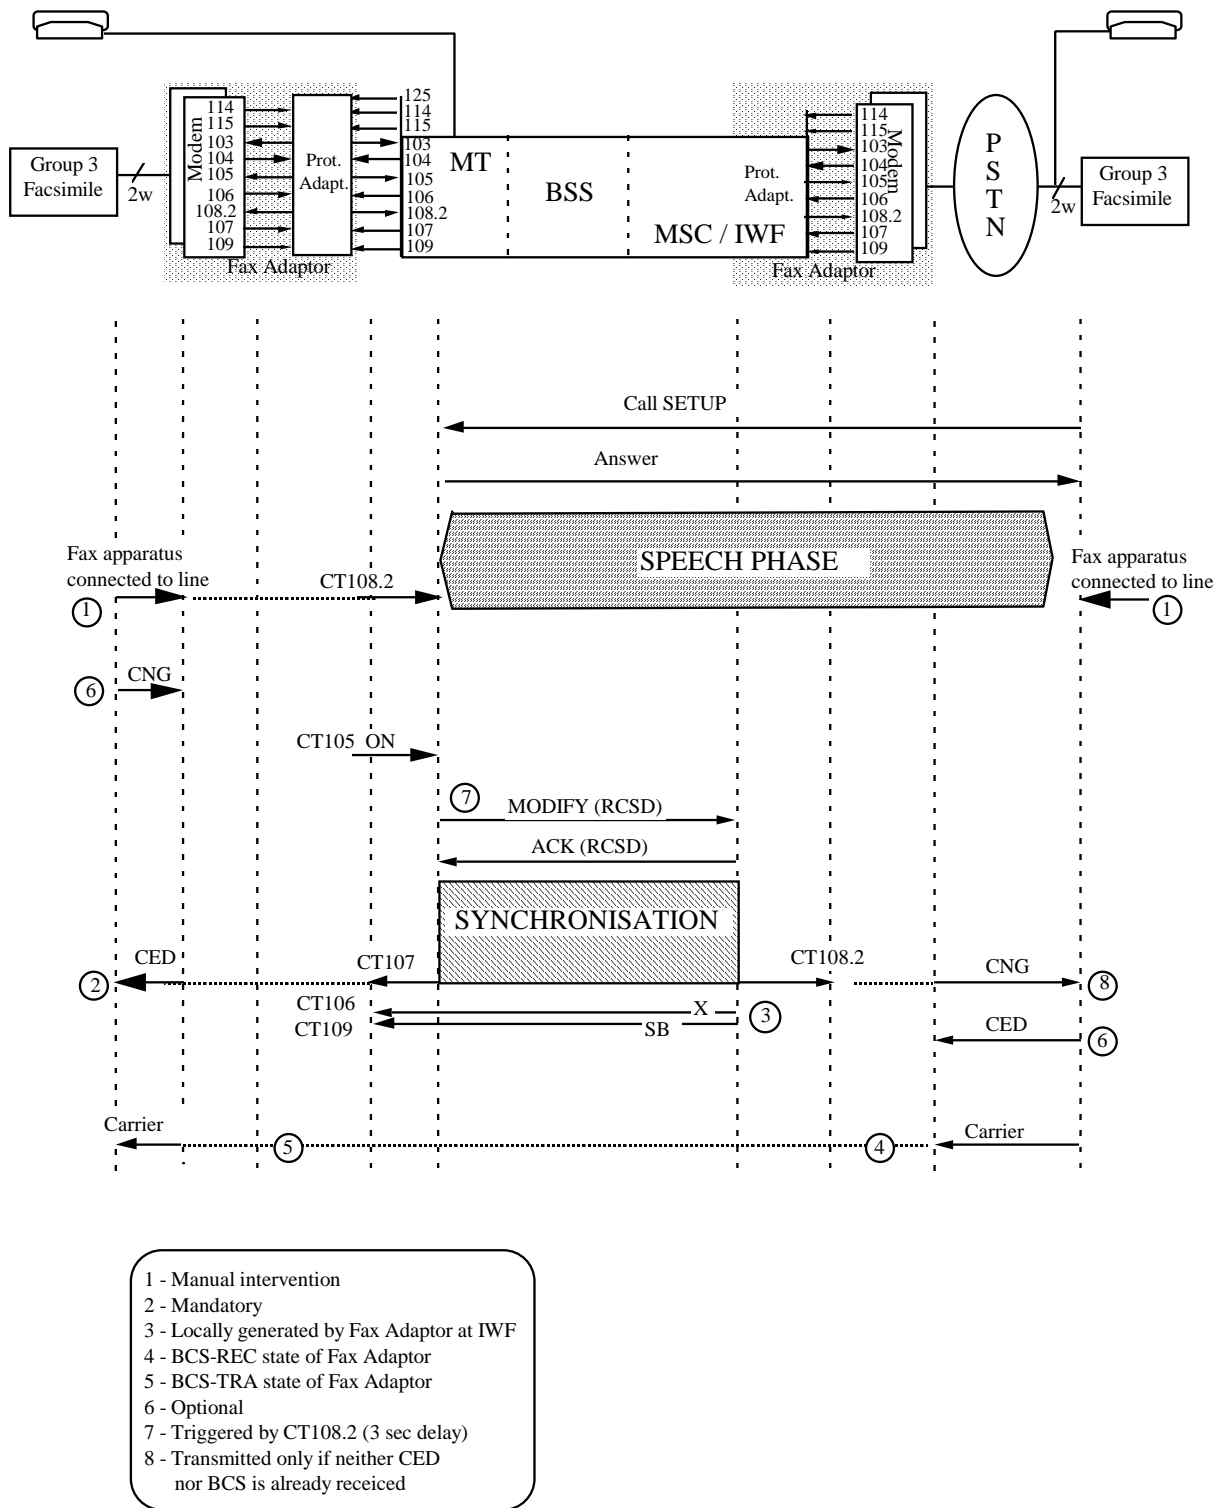 114
115
103
104
105
106
108.2
107
109
Modem
Group 3
Facsimile
2w
Prot.
Adapt.
Fax Adaptor
125
114
115
103
104
105
106
108.2
107
109
MT
BSS
MSC / IWF
Prot.
Adapt.
Fax Adaptor
114
115
103
104
105
106
108.2
107
109
Modem
P
S
T
N
2w
Group 3
Facsimile
Call SETUP
Answer
SPEECH PHASE
Fax apparatus
connected to line
1
CT108.2
Fax apparatus
connected to line
1
CNG
6
CT105 ON
7
MODIFY (RCSD)
ACK (RCSD)
SYNCHRONISATION
CED
2
CT107
CT108.2
CNG
8
CT106
X
3
CT109
SB
CED
6
Carrier
5
4
Carrier
1 - Manual intervention
2 - Mandatory
3 - Locally generated by Fax Adaptor at IWF
4 - BCS-REC state of Fax Adaptor
5 - BCS-TRA state of Fax Adaptor
6 - Optional
7 - Triggered by CT108.2 (3 sec delay)
8 - Transmitted only if neither CED
nor BCS is already receiced